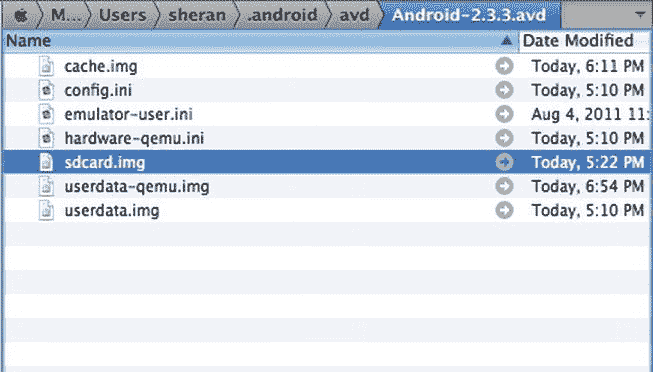 M... Users sheran .android avd Android-2.3.3.avd
Name Date Modified
cache.img Today, 6:11 PM
config.ini Today, 5:10 PM
emulator-user.ini Aug 4, 2011 11:
hardware-qemu.ini Today, 5:10 PM
sdcard.img Today, 5:22 PM
userdata-qemu.img Today, 6:54 PM
userdata.img Today, 5:10 PM